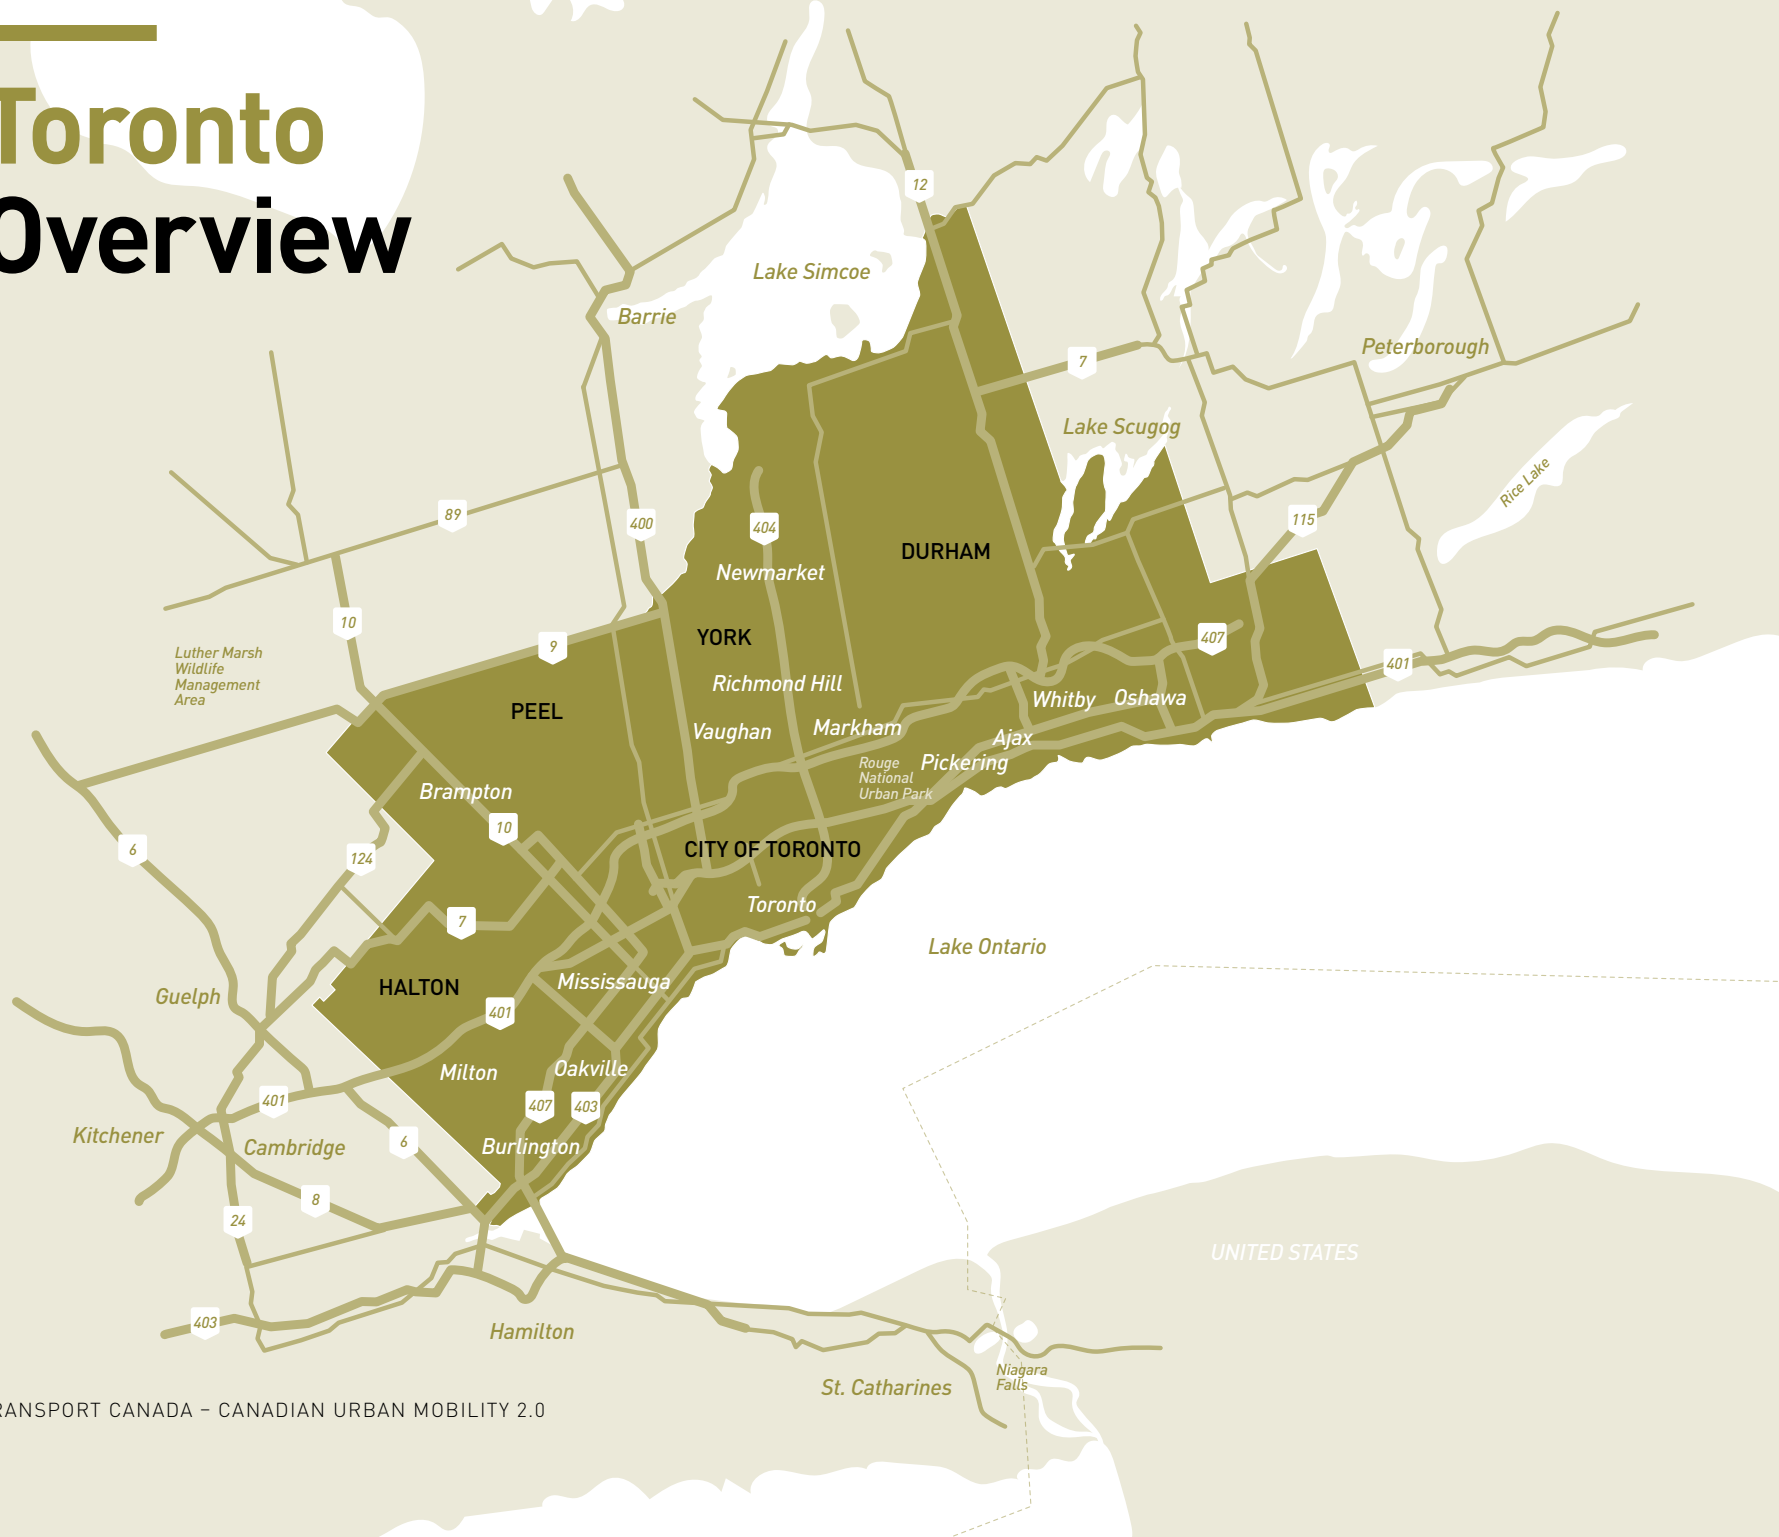 Toronto
Overview
12
Lake Simcoe
Barrie
7
Peterborough
Lake Scugog
Rice Lake
89
400
404
115
DURHAM
Newmarket
10
9
YORK
407
401
Luther Marsh
Wildlife
Management
Area
Richmond Hill
PEEL
Whitby
Oshawa
Vaughan
Markham
Ajax
Rouge
National
Urban Park
Pickering
Brampton
10
6
124
CITY OF TORONTO
Toronto
7
Lake Ontario
HALTON
Mississauga
Guelph
401
Milton
Oakville
401
407
403
Kitchener
Cambridge
6
Burlington
8
24
UNITED STATES
403
Hamilton
Niagara
Falls
St. Catharines
RANSPORT CANADA – CANADIAN URBAN MOBILITY 2.0